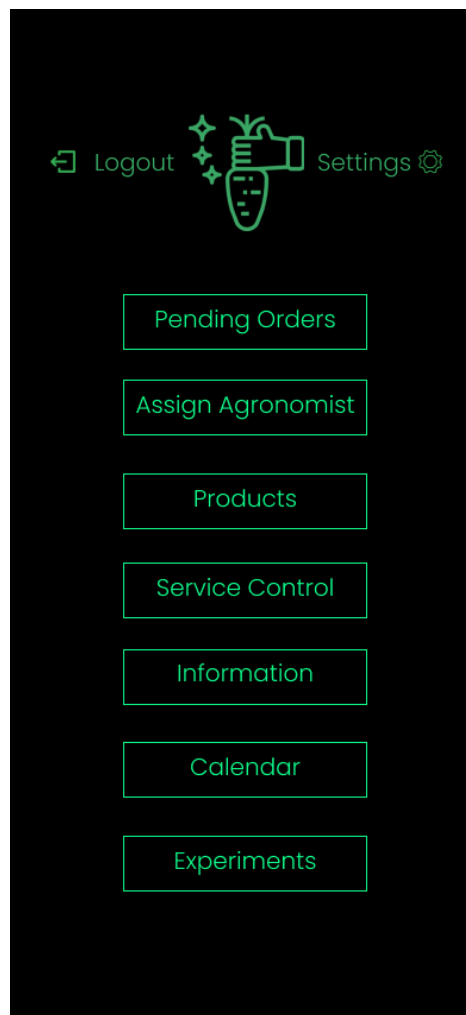 Logout
Settings
Pending Orders
Assign Agronomist
Products
Service Control
Information
Calendar
Experiments